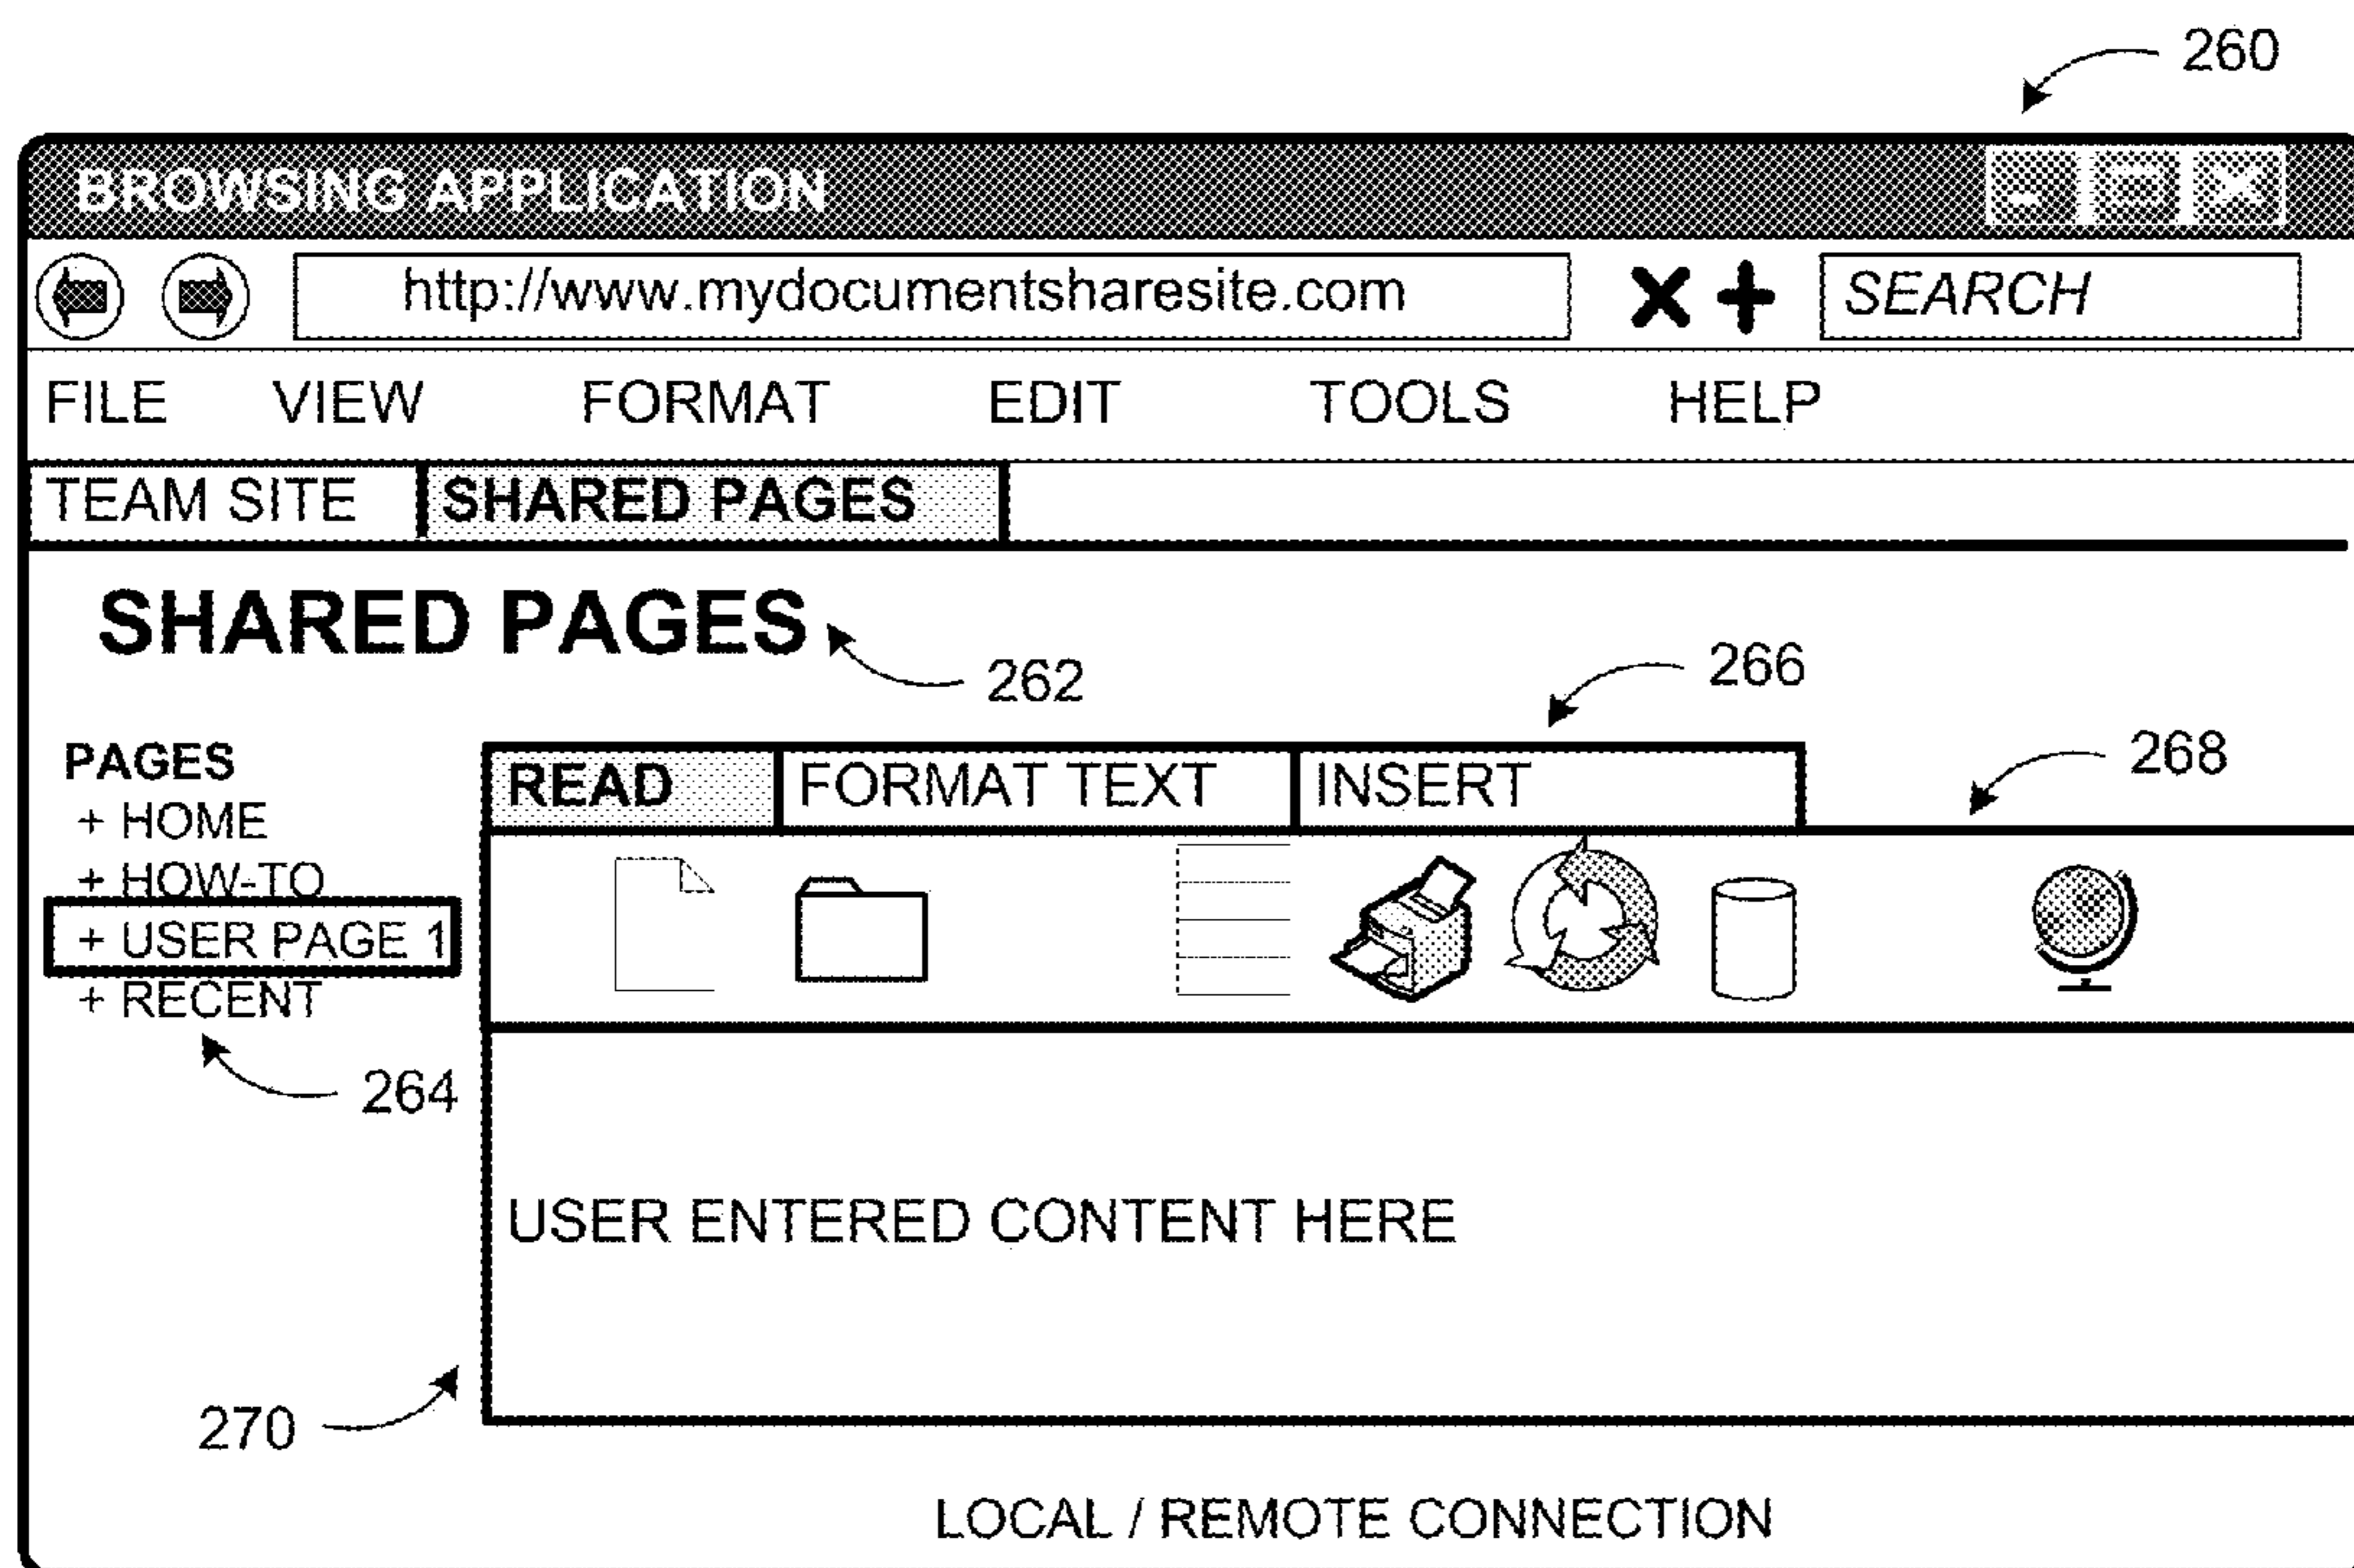 260
BROWSING APPLICATION
http://www.mydocumentsharesite.com
SEARCH
FILE VIEW FORMAT EDIT TOOLS HELP
TEAM SITE SHARED PAGES
SHARED PAGES
262
266
268
PAGES
+ HOME
+ HOW-TO
+ USER PAGE 1
+ RECENT
264
READ FORMAT TEXT INSERT
USER ENTERED CONTENT HERE
270
LOCAL / REMOTE CONNECTION